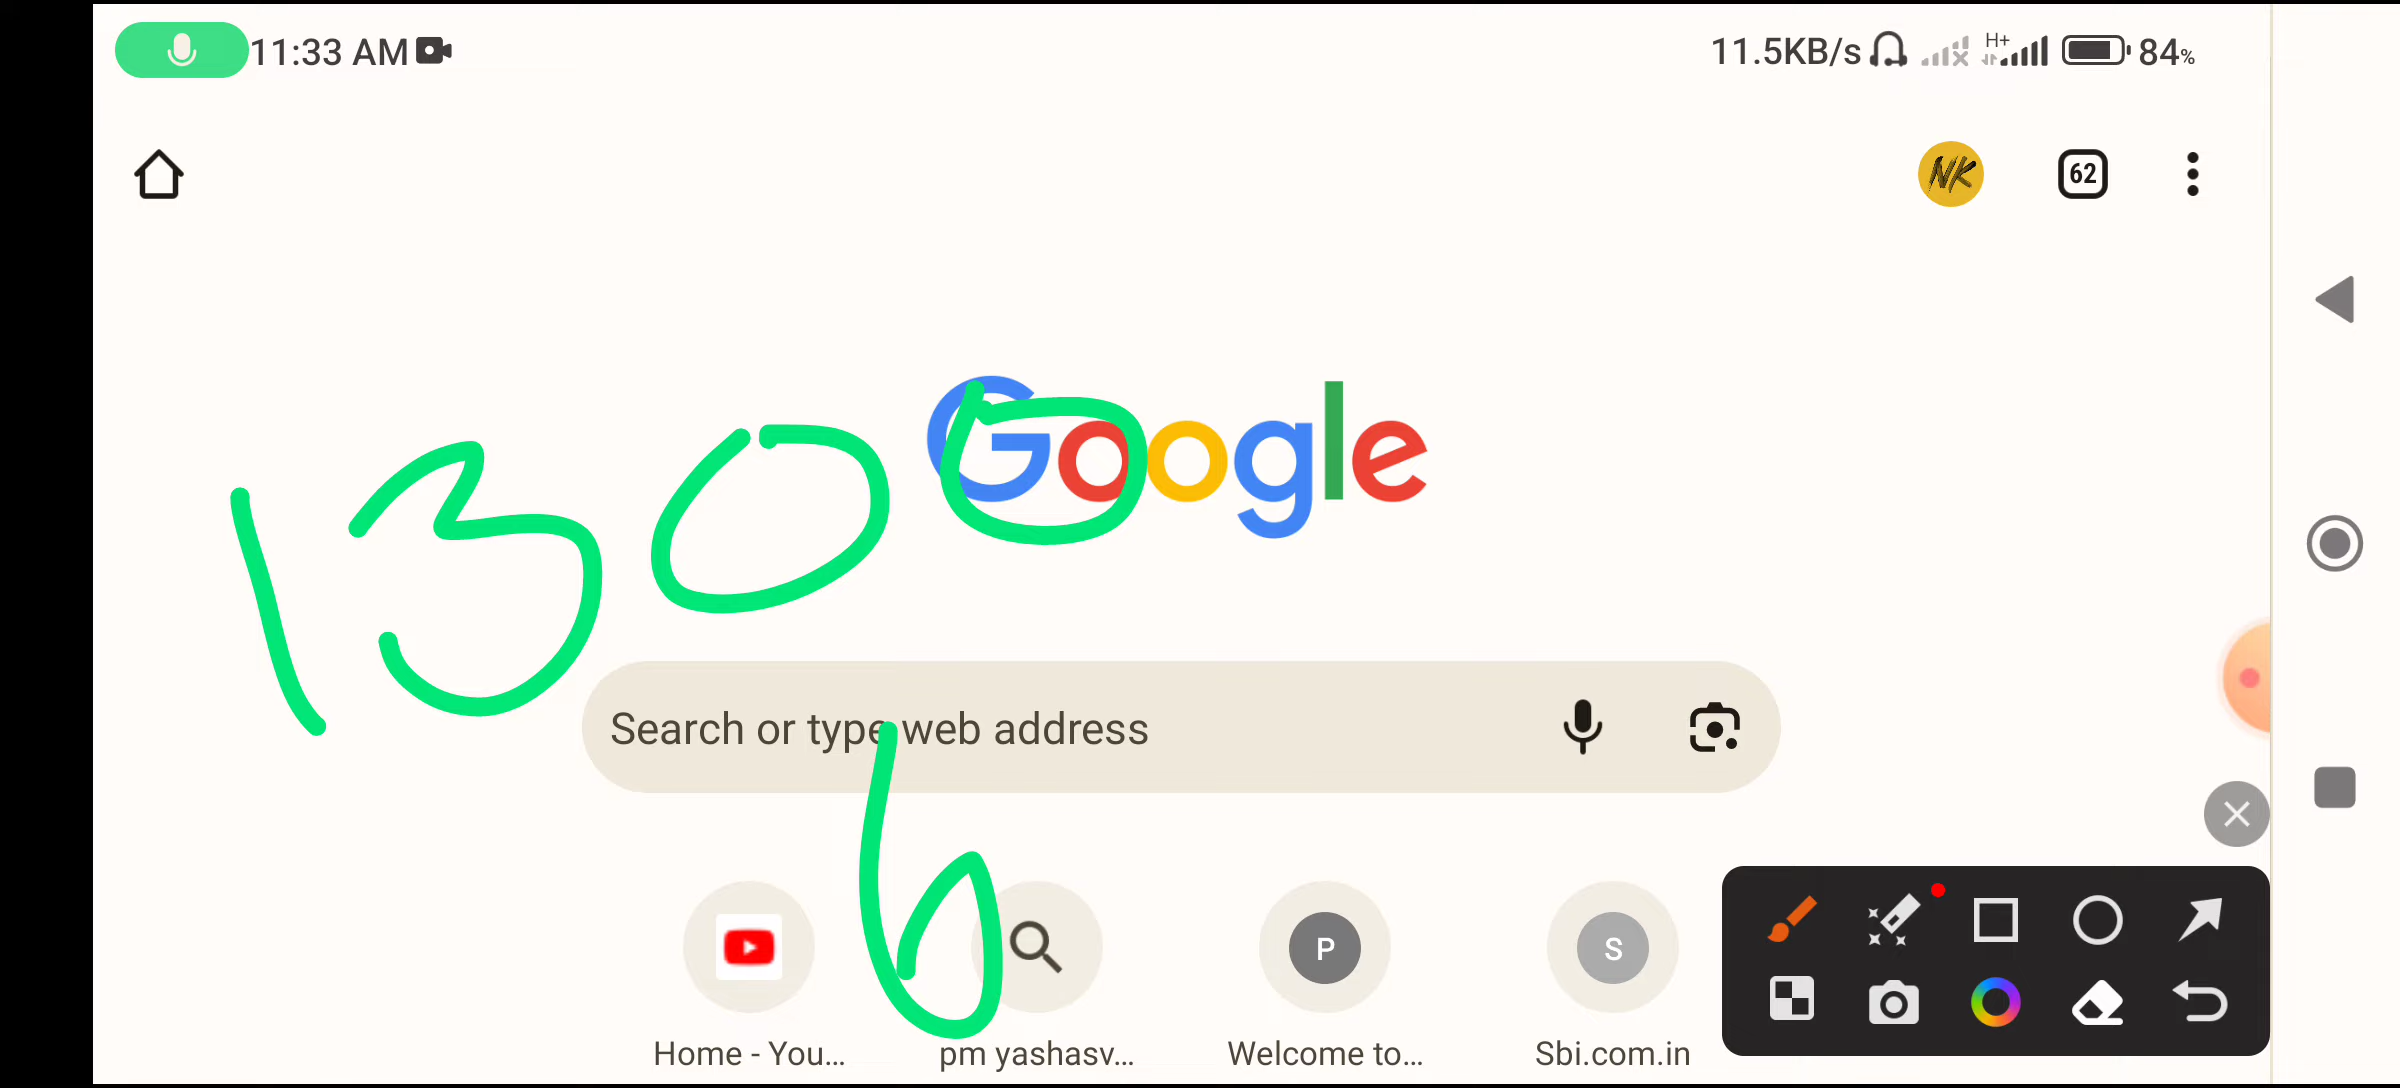 11:33 AM 11.5KB/s H+ 84%
NK 62
Google
1300
Search or type web address
6
P S
Home - You... pm yashasv... Welcome to... Sbi.com.in